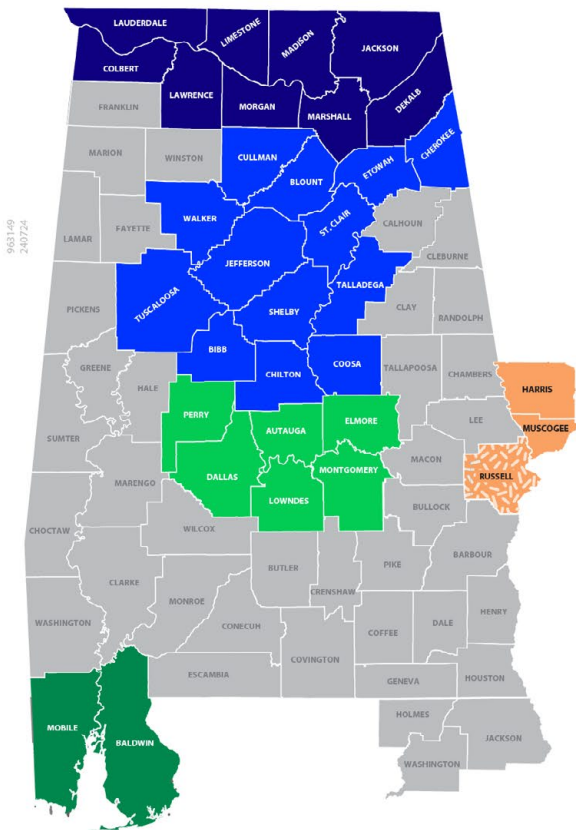 LAUDERDALE
LIMESTONE
MADISON
JACKSON
COLBERT
LAWRENCE
MORGAN
MARSHALL
DEKALB
FRANKLIN
MARION
WINSTON
CULLMAN
BLOUNT
ETOWAH
CHEROKEE
LAMAR
FAYETTE
WALKER
JEFFERSON
ST. CLAIR
CALHOUN
CLEBURNE
963149
240724
PICKENS
TUSCALOOSA
SHELBY
TALLADEGA
CLAY
RANDOLPH
GREENE
HALE
BIBB
CHILTON
COOSA
TALLAPOOSA
CHAMBERS
HARRIS
SUMTER
PERRY
AUTAUGA
ELMORE
LEE
MUSCOGEE
MARENGO
DALLAS
LOWNDES
MONTGOMERY
MACON
RUSSELL
CHOCTAW
WILCOX
BULLOCK
BARBOUR
CLARKE
BUTLER
CRENSHAW
PIKE
WASHINGTON
MONROE
CONECUH
COVINGTON
COFFEE
DALE
HENRY
ESCAMBIA
GENEVA
HOUSTON
MOBILE
BALDWIN
HOLMES
JACKSON
WASHINGTON